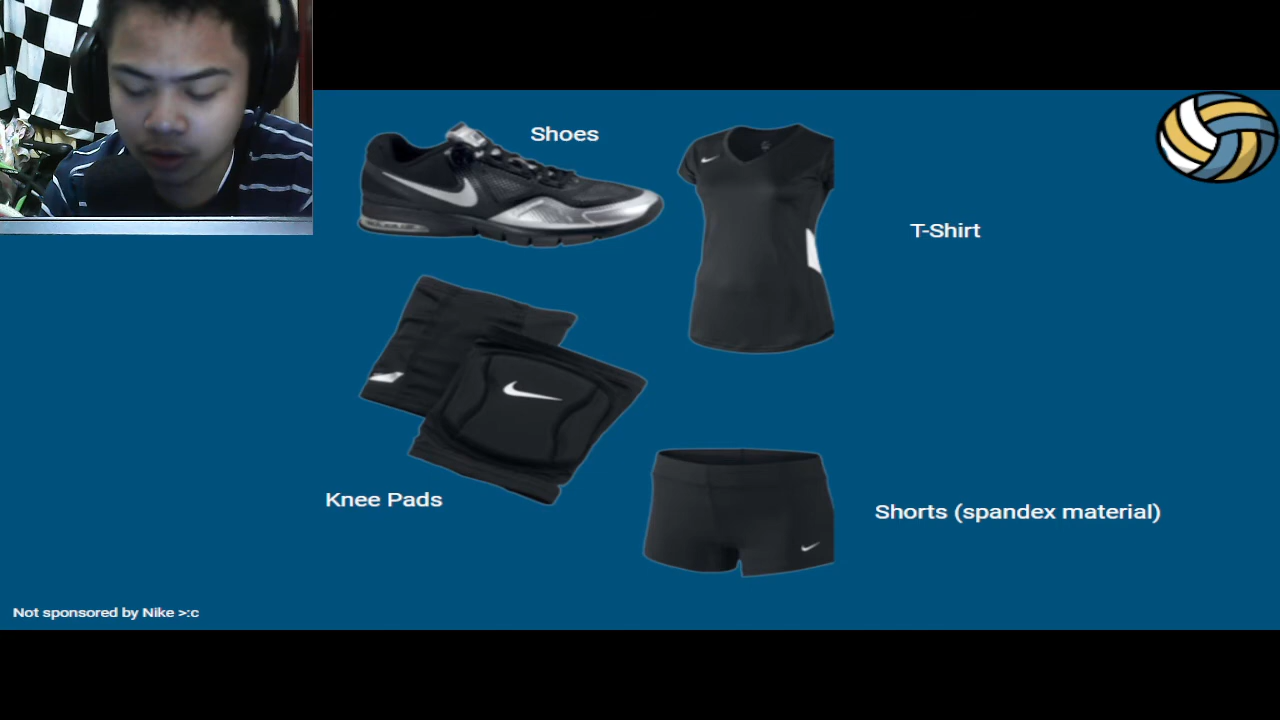 Shoes
T-Shirt
Knee Pads
Shorts (spandex material)
Not sponsored by Nike >:c